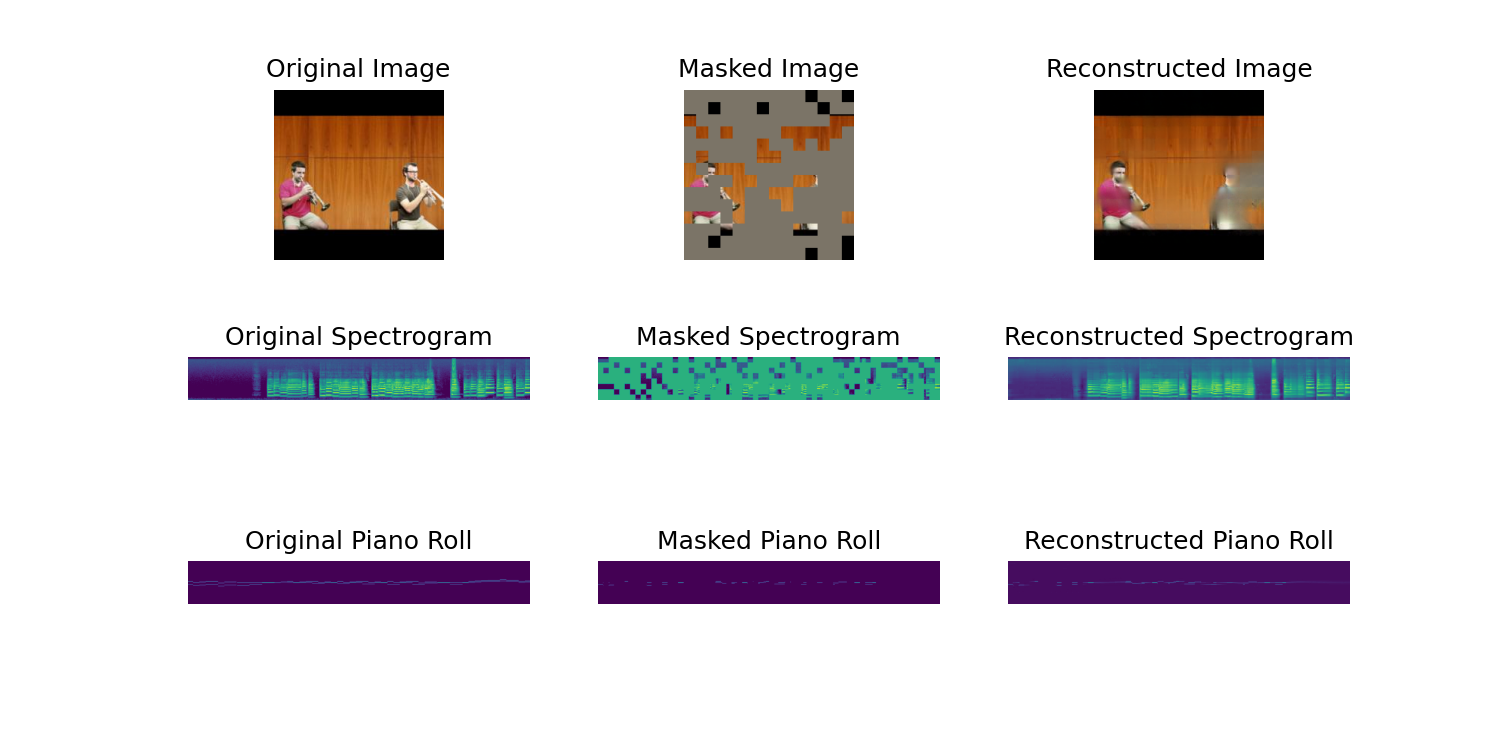 Original Image
Masked Image
Reconstructed Image
Original Spectrogram
Masked Spectrogram
Reconstructed Spectrogram
Original Piano Roll
Masked Piano Roll
Reconstructed Piano Roll